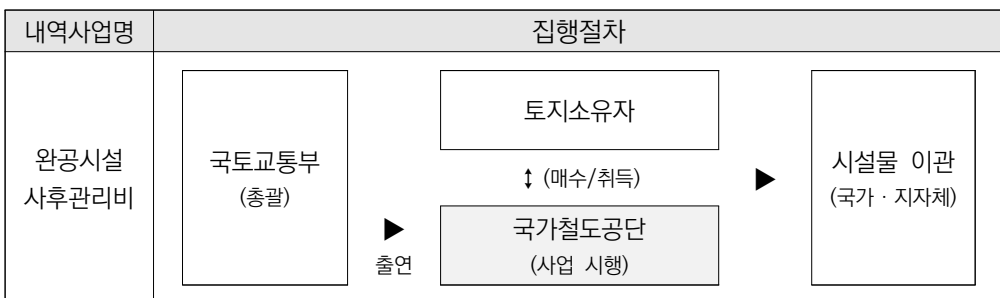 내역사업명
집행절차
완공시설
사후관리비
국토교통부
(총괄)
▶
출연
토지소유자
↕ (매수/취득)
국가철도공단
(사업 시행)
▶
시설물 이관
(국가 · 지자체)